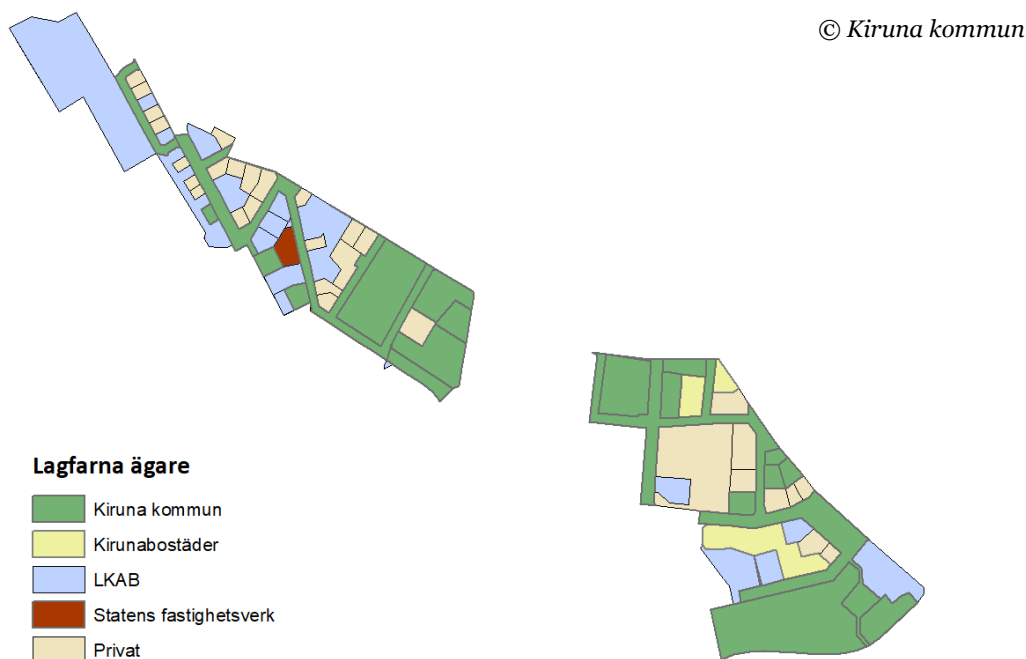 © Kiruna kommun
Lagfarna ägare
Kiruna kommun
Kirunabostäder
LKAB
Statens fastighetsverk
Privat